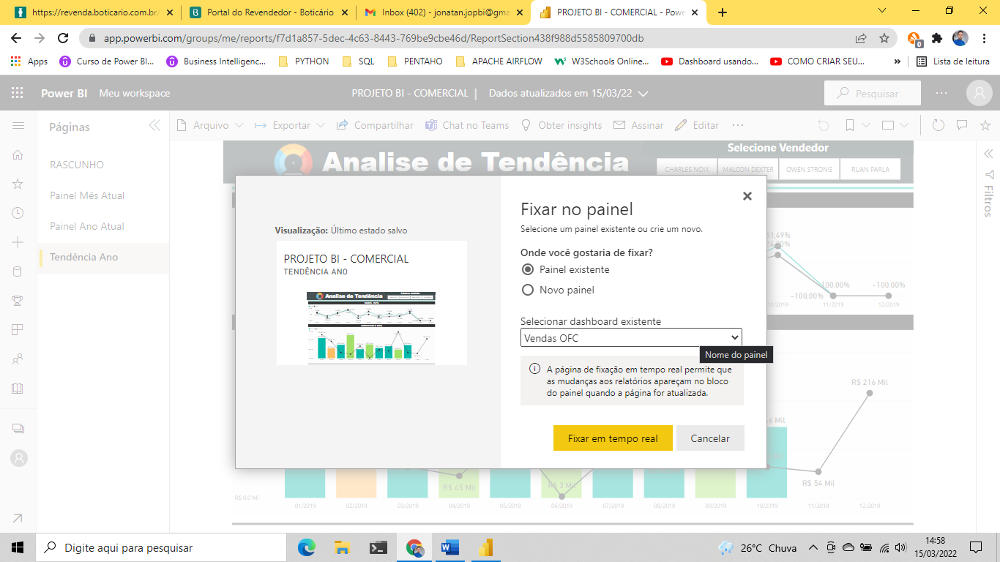 https://revenda.boticario.com.br/
Portal do Revendedor - Boticário
Inbox (402) - jonatan.jopbi@gma
PROJETO BI - COMERCIAL - Pow
app.powerbi.com/groups/me/reports/f7d1a857-5dec-4c63-8443-769be9cbe46d/ReportSection438f988d5585809700db
0
Apps
Curso de Power BI...
Business Intelligenc...
PYTHON
SQL
PENTAHO
APACHE AIRFLOW
W3Schools Online...
Dashboard usando...
COMO CRIAR SEU...
»
Lista de leitura
Power BI
Meu workspace
PROJETO BI - COMERCIAL |
Dados atualizados em 15/03/22
Pesquisar
Páginas
Arquivo
Exportar
Compartilhar
Chat no Teams
Obter insights
Assinar
Editar
RASCUNHO
Painel Mês Atual
Painel Ano Atual
Tendência Ano
Analise de Tendência
Selecione Vendedor
CHARLES NOIX
MALCON DEXTER
OWEN STRONG
RUAN PARLA
Filtros
Visualização: Último estado salvo
PROJETO BI - COMERCIAL
TENDÊNCIA ANO
Analise de Tendência
Fixar no painel
Selecione um painel existente ou crie um novo.
Onde você gostaria de fixar?
Painel existente
Novo painel
Selecionar dashboard existente
Vendas OFC
Nome do painel
A página de fixação em tempo real permite que
as mudanças aos relatórios apareçam no bloco
do painel quando a página for atualizada.
Fixar em tempo real
Cancelar
51,49%
-100,00%
100,00%
-100,00%
10/2019
11/2019
12/2019
R$ 216 Mil
6 Mil
R$ 45 Mil
R$ 3 Mil
R$ 54 Mil
R$ 0,0 Mi
01/2019
02/2019
03/2019
04/2019
05/2019
06/2019
07/2019
08/2019
09/2019
10/2019
11/2019
12/2019
Digite aqui para pesquisar
26°C Chuva
14:58
15/03/2022